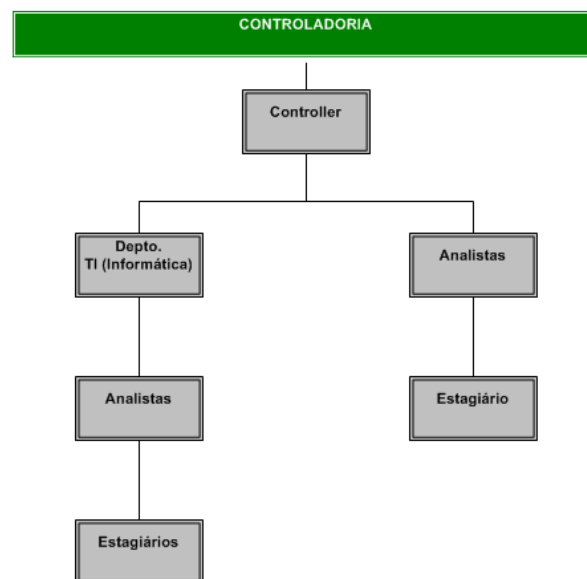 CONTROLADORIA
Controller
Depto.
TI (Informática)
Analistas
Analistas
Estagiário
Estagiários